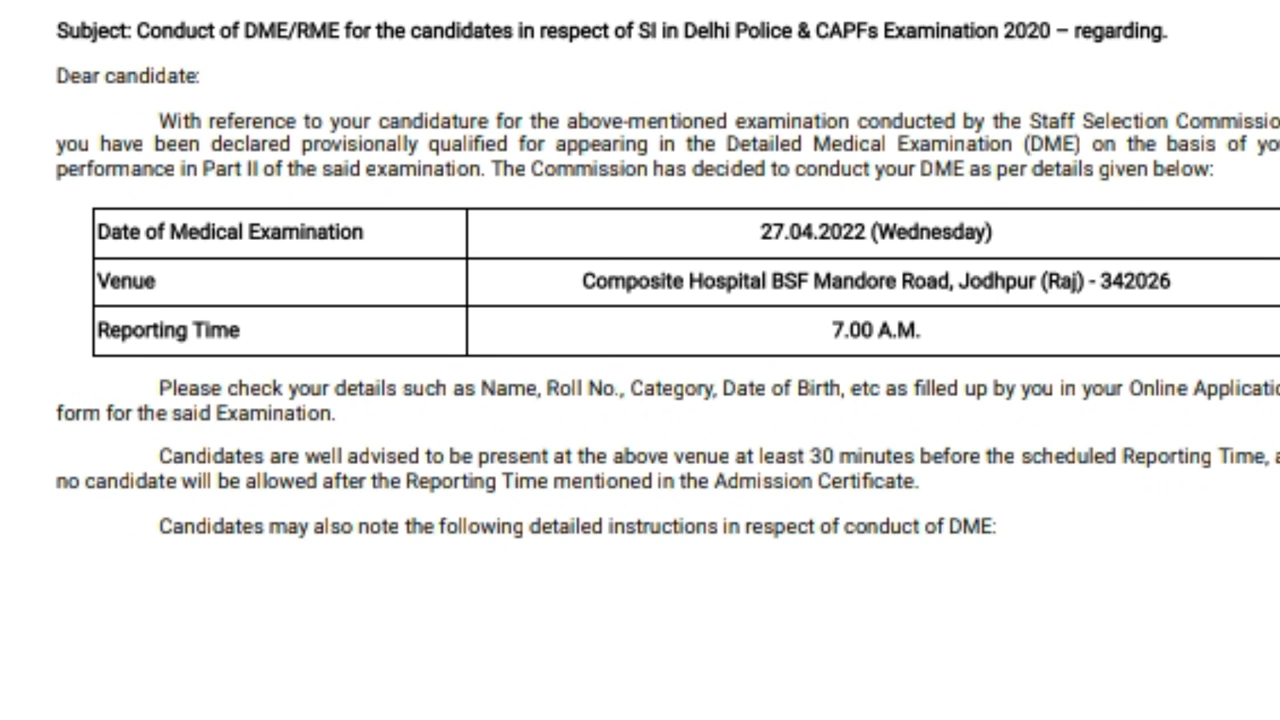 Subject: Conduct of DME/RME for the candidates in respect of SI in Delhi Police & CAPFs Examination 2020 – regarding.
Dear candidate:
With reference to your candidature for the above-mentioned examination conducted by the Staff Selection Commissio
you have been declared provisionally qualified for appearing in the Detailed Medical Examination (DME) on the basis of yo
performance in Part II of the said examination. The Commission has decided to conduct your DME as per details given below:
Date of Medical Examination 27.04.2022 (Wednesday)
Venue Composite Hospital BSF Mandore Road, Jodhpur (Raj) - 342026
Reporting Time 7.00 A.M.
Please check your details such as Name, Roll No., Category, Date of Birth, etc as filled up by you in your Online Applicatio
form for the said Examination.
Candidates are well advised to be present at the above venue at least 30 minutes before the scheduled Reporting Time, a
no candidate will be allowed after the Reporting Time mentioned in the Admission Certificate.
Candidates may also note the following detailed instructions in respect of conduct of DME: